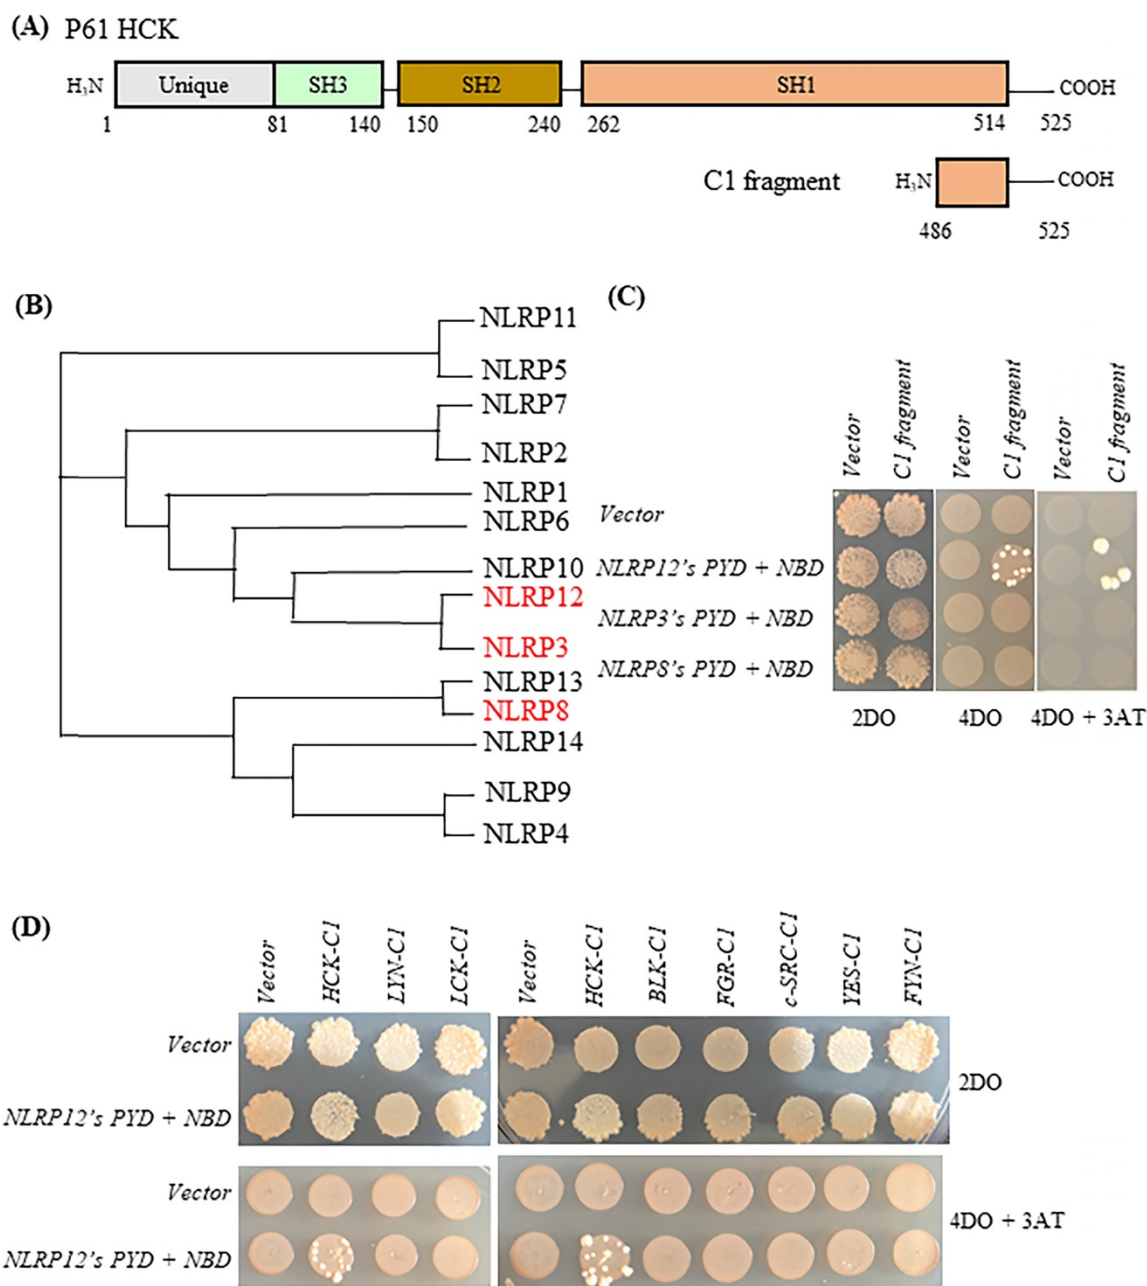 (A) P61 HCK
H₃N Unique SH3 SH2 SH1 COOH
1 81 140 150 240 262 514 525
C1 fragment H₃N COOH
486 525
(B)
NLRP11
NLRP5
NLRP7
NLRP2
NLRP1
NLRP6
NLRP10
NLRP12
NLRP3
NLRP13
NLRP8
NLRP14
NLRP9
NLRP4
(C)
Vector C1 fragment Vector C1 fragment Vector C1 fragment
Vector
NLRP12's PYD + NBD
NLRP3's PYD + NBD
NLRP8's PYD + NBD
2DO 4DO 4DO + 3AT
(D)
Vector HCK-C1 LYN-C1 LCK-C1 Vector HCK-C1 BLK-C1 FGR-C1 c-SRC-C1 YES-C1 FYN-C1
Vector
NLRP12's PYD + NBD
2DO
Vector
NLRP12's PYD + NBD
4DO + 3AT